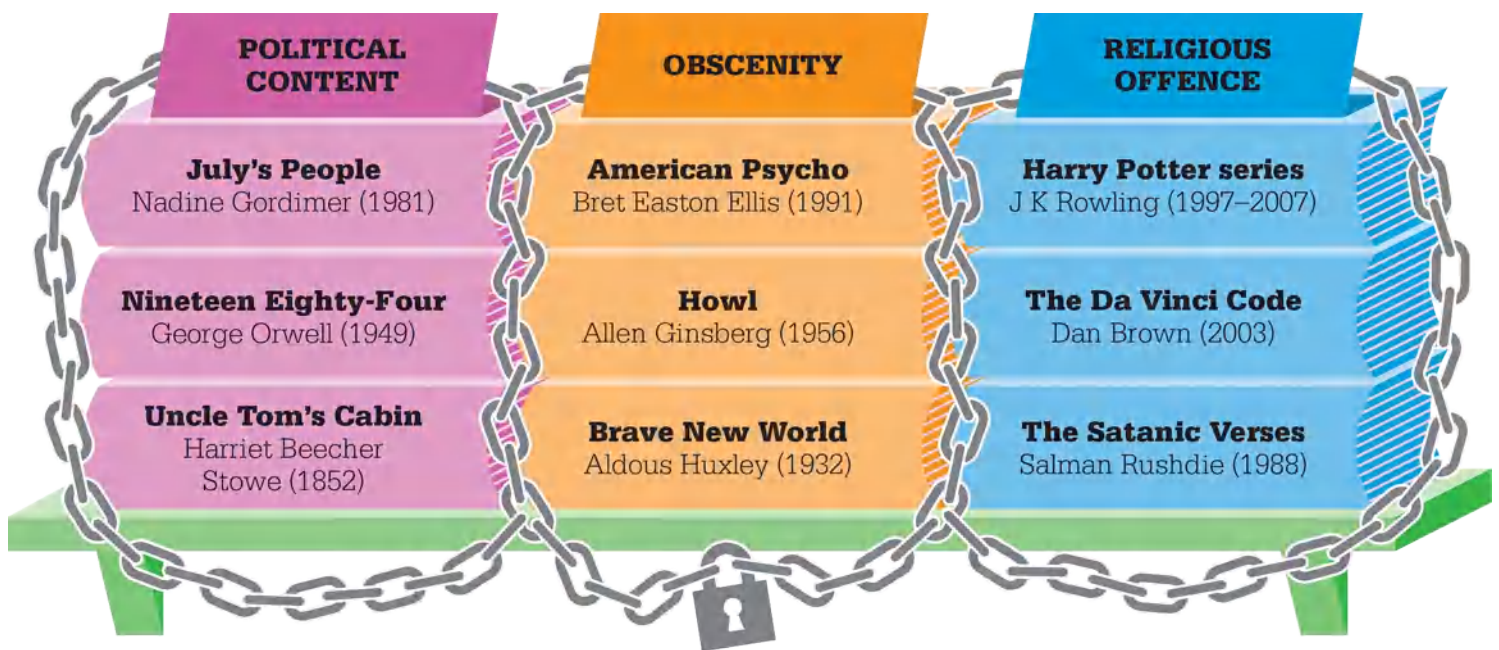 POLITICAL
CONTENT
July's People
Nadine Gordimer (1981)
Nineteen Eighty-Four
George Orwell (1949)
Uncle Tom's Cabin
Harriet Beecher
Stowe (1852)
OBSCENITY
American Psycho
Bret Easton Ellis (1991)
Howl
Allen Ginsberg (1956)
Brave New World
Aldous Huxley (1932)
RELIGIOUS
OFFENCE
Harry Potter series
J K Rowling (1997–2007)
The Da Vinci Code
Dan Brown (2003)
The Satanic Verses
Salman Rushdie (1988)